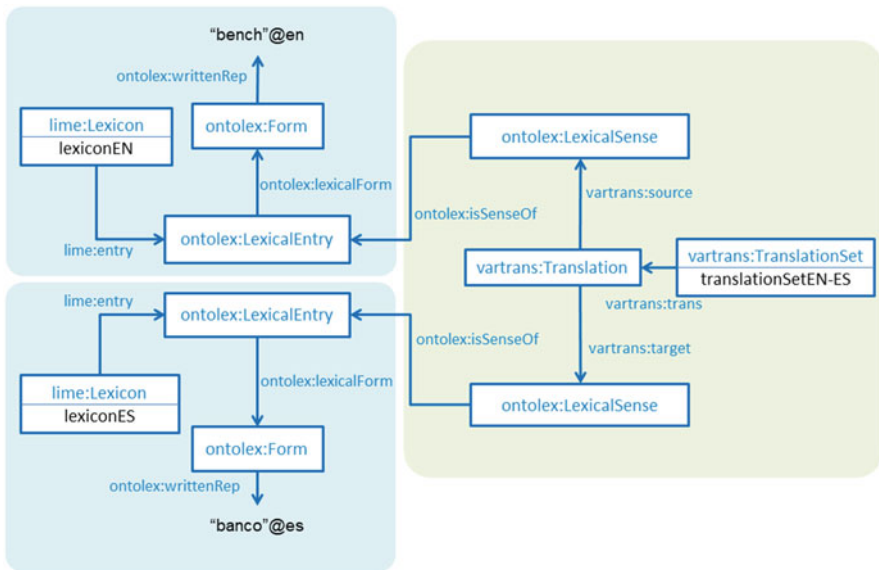 “bench”@en
ontolex:writtenRep
lime:Lexicon
lexiconEN
ontolex:Form
ontolex:lexicalForm
lime:entry
ontolex:LexicalEntry
lime:entry
ontolex:LexicalEntry
ontolex:lexicalForm
lime:Lexicon
lexiconES
ontolex:Form
ontolex:writtenRep
“banco”@es
ontolex:LexicalSense
vartrans:source
ontolex:isSenseOf
vartrans:Translation
vartrans:TranslationSet
translationSetEN-ES
vartrans:trans
ontolex:isSenseOf
vartrans:target
ontolex:LexicalSense